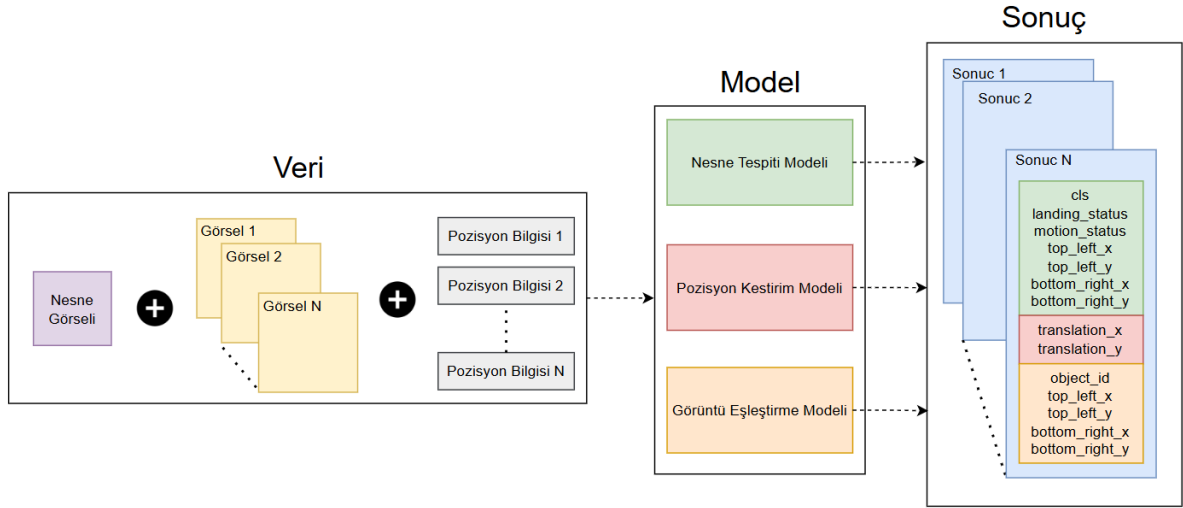 Veri
Nesne
Görseli
Görsel 1
Görsel 2
Görsel N
Pozisyon Bilgisi 1
Pozisyon Bilgisi 2
Pozisyon Bilgisi N
Model
Nesne Tespiti Modeli
Pozisyon Kestirim Modeli
Görüntü Eşleştirme Modeli
Sonuç
Sonuc 1
Sonuc 2
Sonuc N
cls
landing_status
motion_status
top_left_x
top_left_y
bottom_right_x
bottom_right_y
translation_x
translation_y
object_id
top_left_x
top_left_y
bottom_right_x
bottom_right_y